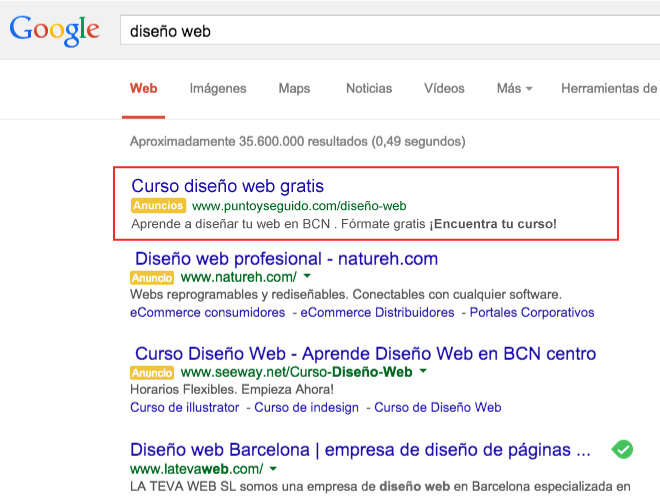 Google
diseño web
Web Imágenes Maps Noticias Vídeos Más Herramientas de
Aproximadamente 35.600.000 resultados (0,49 segundos)
Curso diseño web gratis
Anuncios www.puntoyseguido.com/diseño-web
Aprende a diseñar tu web en BCN . Fórmate gratis ¡Encuentra tu curso!
Diseño web profesional - natureh.com
Anuncio www.natureh.com/
Webs reprogramables y rediseñables. Conectables con cualquier software.
eCommerce consumidores - eCommerce Distribuidores - Portales Corporativos
Curso Diseño Web - Aprende Diseño Web en BCN centro
Anuncio www.seeway.net/Curso-Diseño-Web
Horarios Flexibles. Empieza Ahora!
Curso de illustrator - Curso de indesign - Curso de Diseño Web
Diseño web Barcelona | empresa de diseño de páginas ...
www.latevaweb.com/
LA TEVA WEB SL somos una empresa de diseño web en Barcelona especializada en